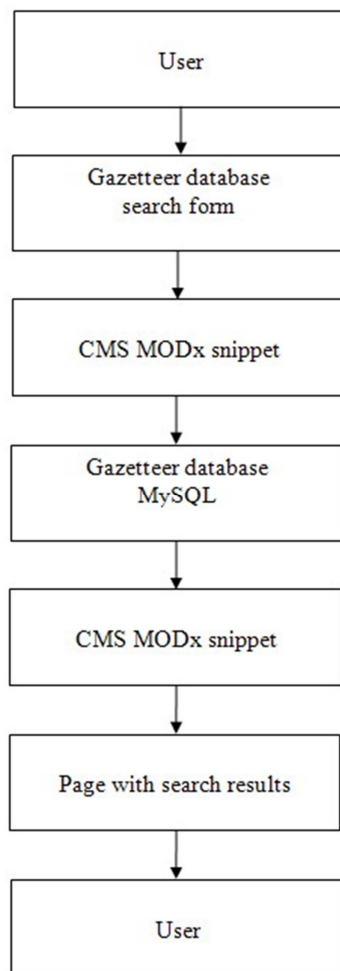 User
Gazetteer database
search form
CMS MODx snippet
Gazetteer database
MySQL
CMS MODx snippet
Page with search results
User